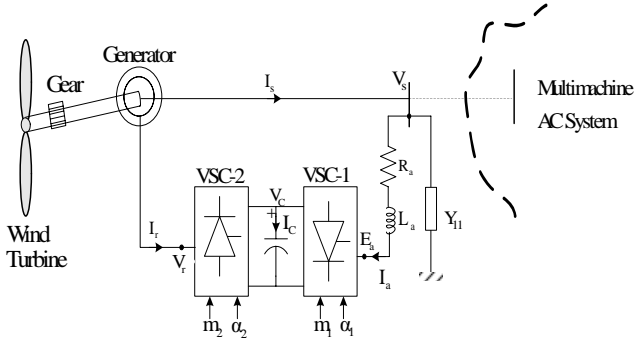 Generator
Gear
I_s
V_s
Multimachine
AC System
R_a
VSC-2
VSC-1
V_C
+
I_C
L_a
Y_11
Wind
Turbine
I_r
V_r
E_a
I_a
m_2
α_2
m_1
α_1